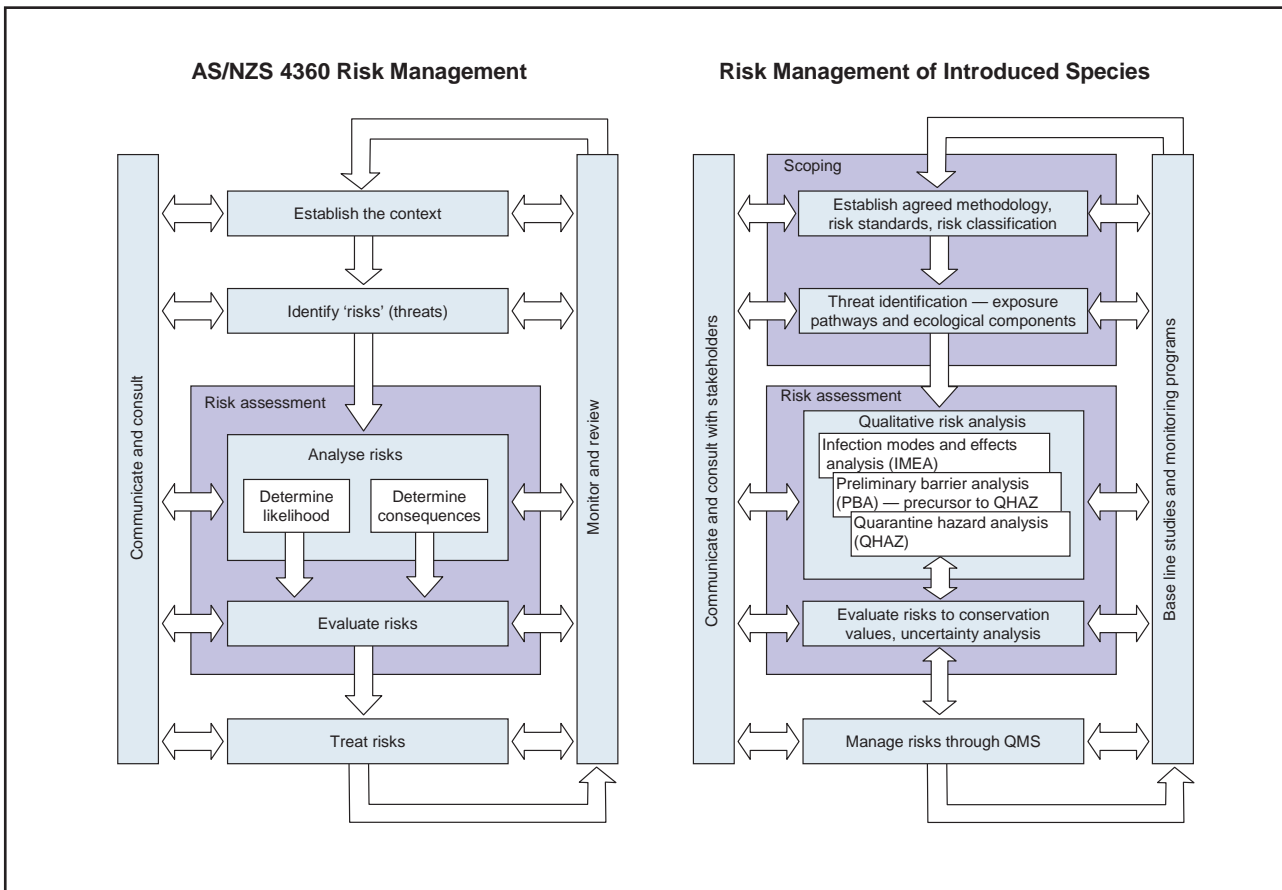 AS/NZS 4360 Risk Management
Communicate and consult
Establish the context
Identify ‘risks’ (threats)
Risk assessment
Analyse risks
Determine
likelihood
Determine
consequences
Evaluate risks
Treat risks
Monitor and review
Risk Management of Introduced Species
Communicate and consult with stakeholders
Scoping
Establish agreed methodology,
risk standards, risk classification
Threat identification — exposure
pathways and ecological components
Risk assessment
Qualitative risk analysis
Infection modes and effects
analysis (IMEA)
Preliminary barrier analysis
(PBA) — precursor to QHAZ
Quarantine hazard analysis
(QHAZ)
Evaluate risks to conservation
values, uncertainty analysis
Manage risks through QMS
Base line studies and monitoring programs